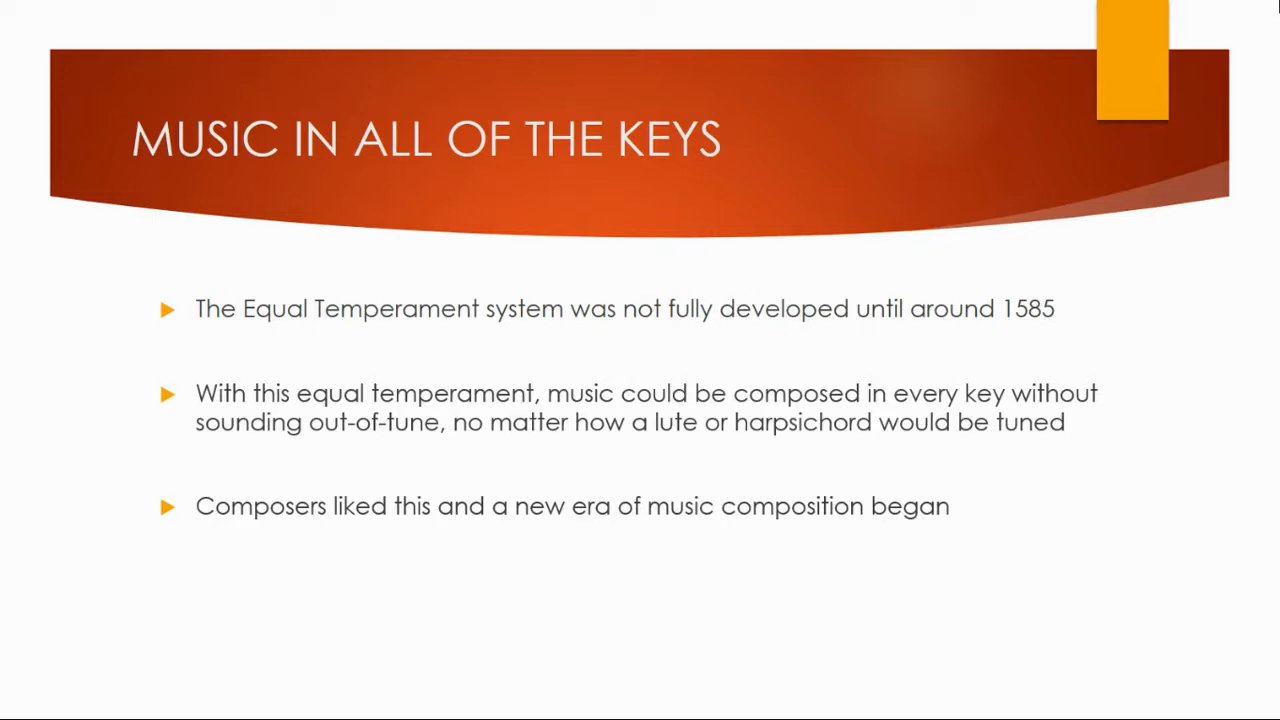 MUSIC IN ALL OF THE KEYS
The Equal Temperament system was not fully developed until around 1585
With this equal temperament, music could be composed in every key without
sounding out-of-tune, no matter how a lute or harpsichord would be tuned
Composers liked this and a new era of music composition began